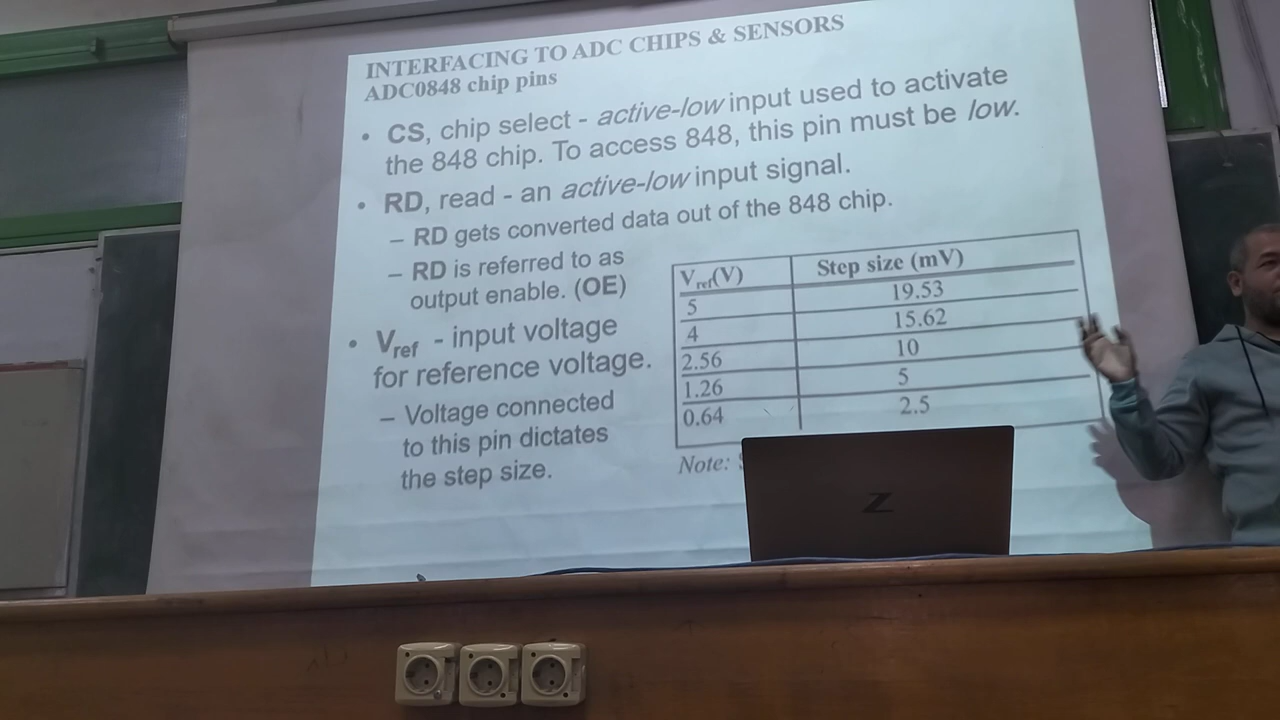 INTERFACING TO ADC CHIPS & SENSORS
ADC0848 chip pins
• CS, chip select - active-low input used to activate
the 848 chip. To access 848, this pin must be low.
• RD, read - an active-low input signal.
– RD gets converted data out of the 848 chip.
– RD is referred to as
output enable. (OE)
• Vref - input voltage
for reference voltage.
– Voltage connected
to this pin dictates
the step size.
Vref(V) Step size (mV)
5 19.53
4 15.62
2.56 10
1.26 5
0.64 2.5
Note:
Z